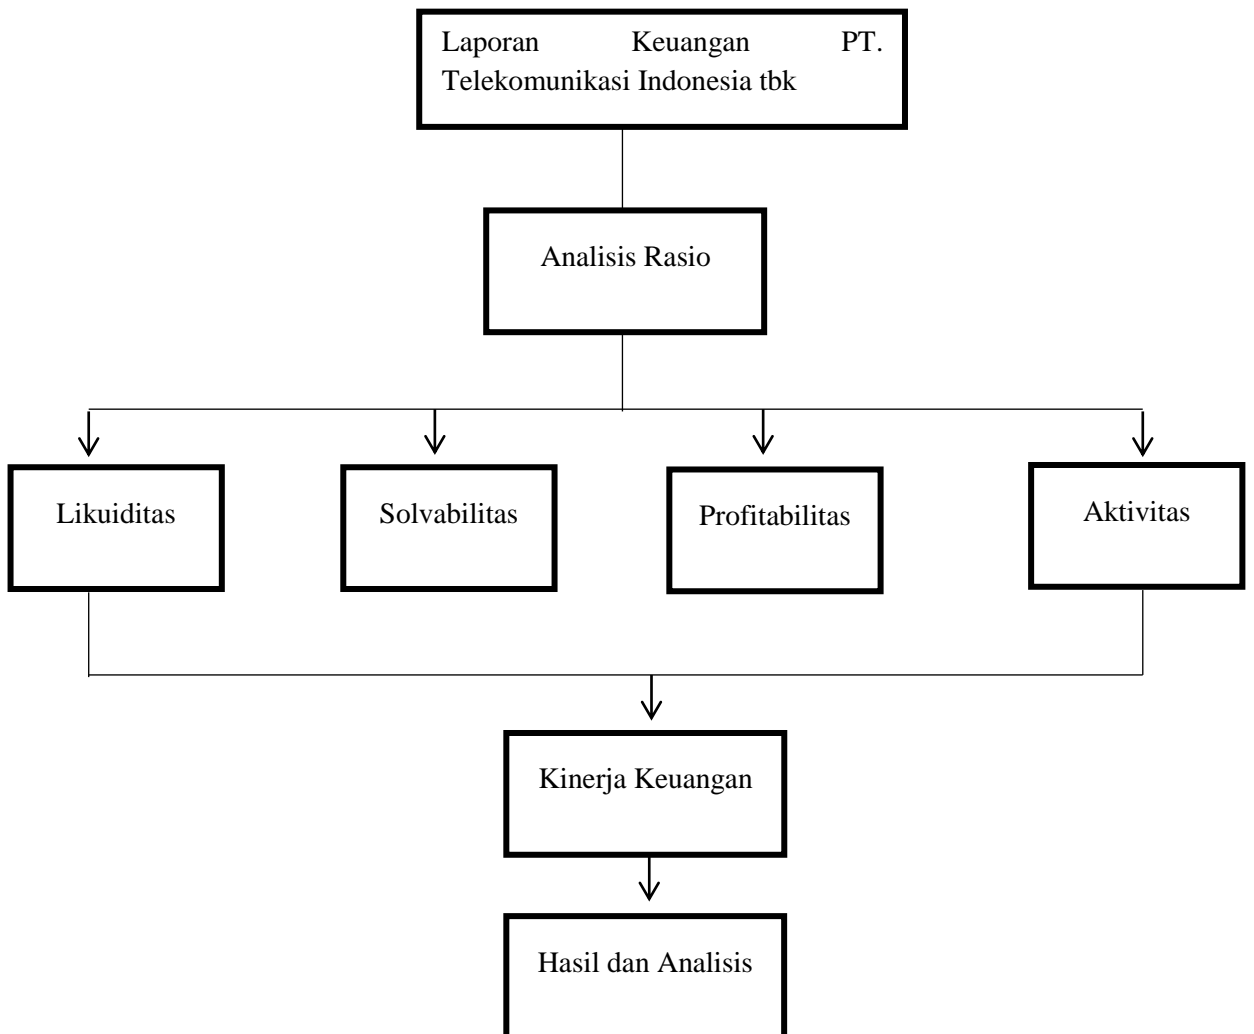 Laporan Keuangan PT.
Telekomunikasi Indonesia tbk
Analisis Rasio
Likuiditas
Solvabilitas
Profitabilitas
Aktivitas
Kinerja Keuangan
Hasil dan Analisis